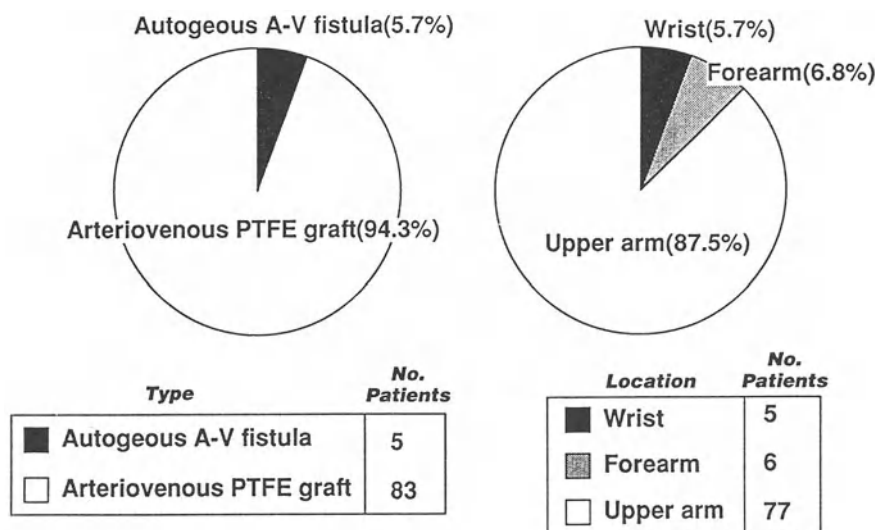 Autogeous A-V fistula(5.7%)
Arteriovenous PTFE graft(94.3%)
Wrist(5.7%)
Forearm(6.8%)
Upper arm(87.5%)
Type No. Patients
Autogeous A-V fistula 5
Arteriovenous PTFE graft 83
Location No. Patients
Wrist 5
Forearm 6
Upper arm 77